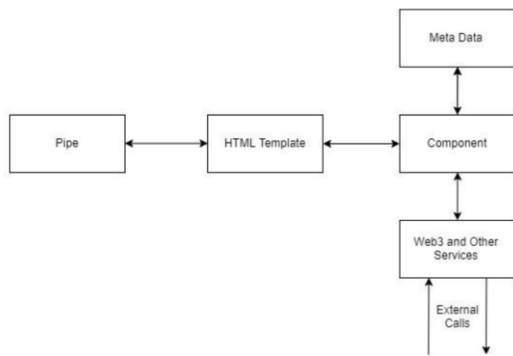 Meta Data
Pipe
HTML Template
Component
Web3 and Other
Services
External
Calls